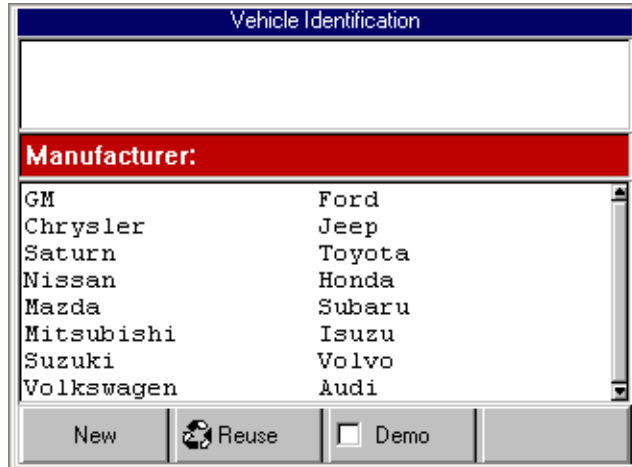 Vehicle Identification
Manufacturer:
GM Ford
Chrysler Jeep
Saturn Toyota
Nissan Honda
Mazda Subaru
Mitsubishi Isuzu
Suzuki Volvo
Volkswagen Audi
New Reuse Demo